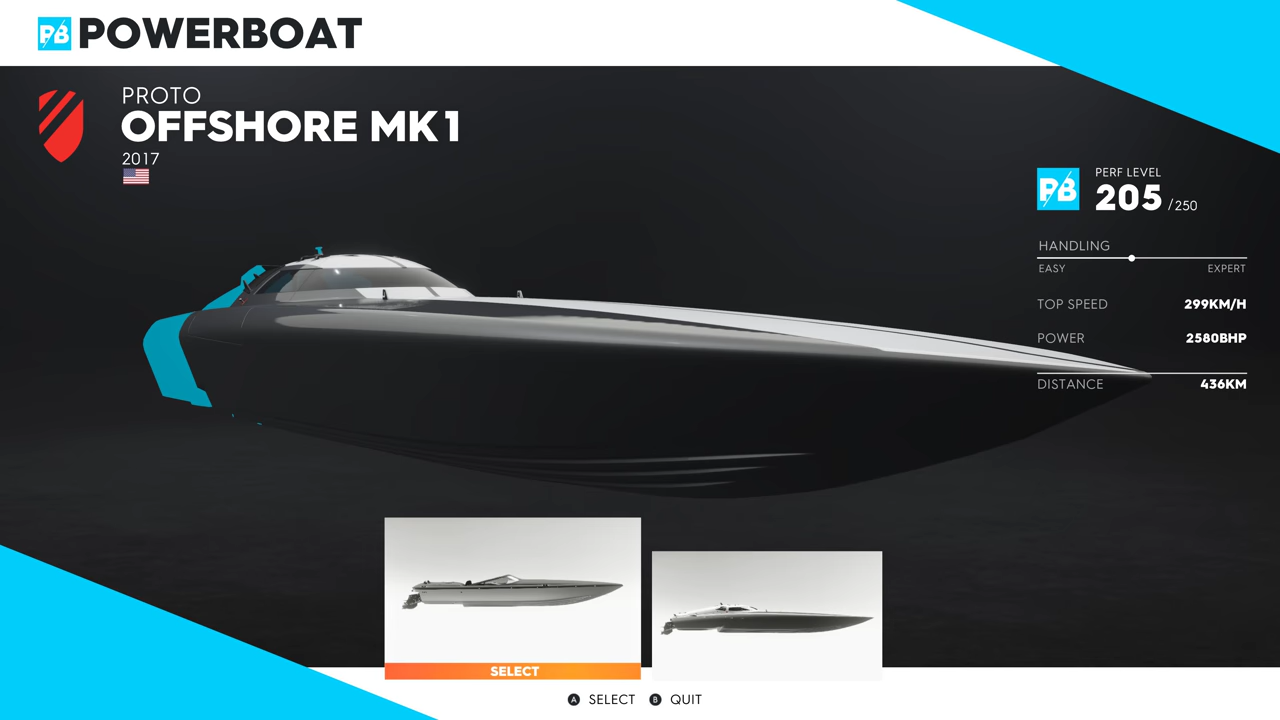 PB POWERBOAT
PROTO
OFFSHORE MK1
2017
PB
PERF LEVEL
205 /250
HANDLING
EASY EXPERT
TOP SPEED 299KM/H
POWER 2580BHP
DISTANCE 436KM
SELECT
A SELECT B QUIT